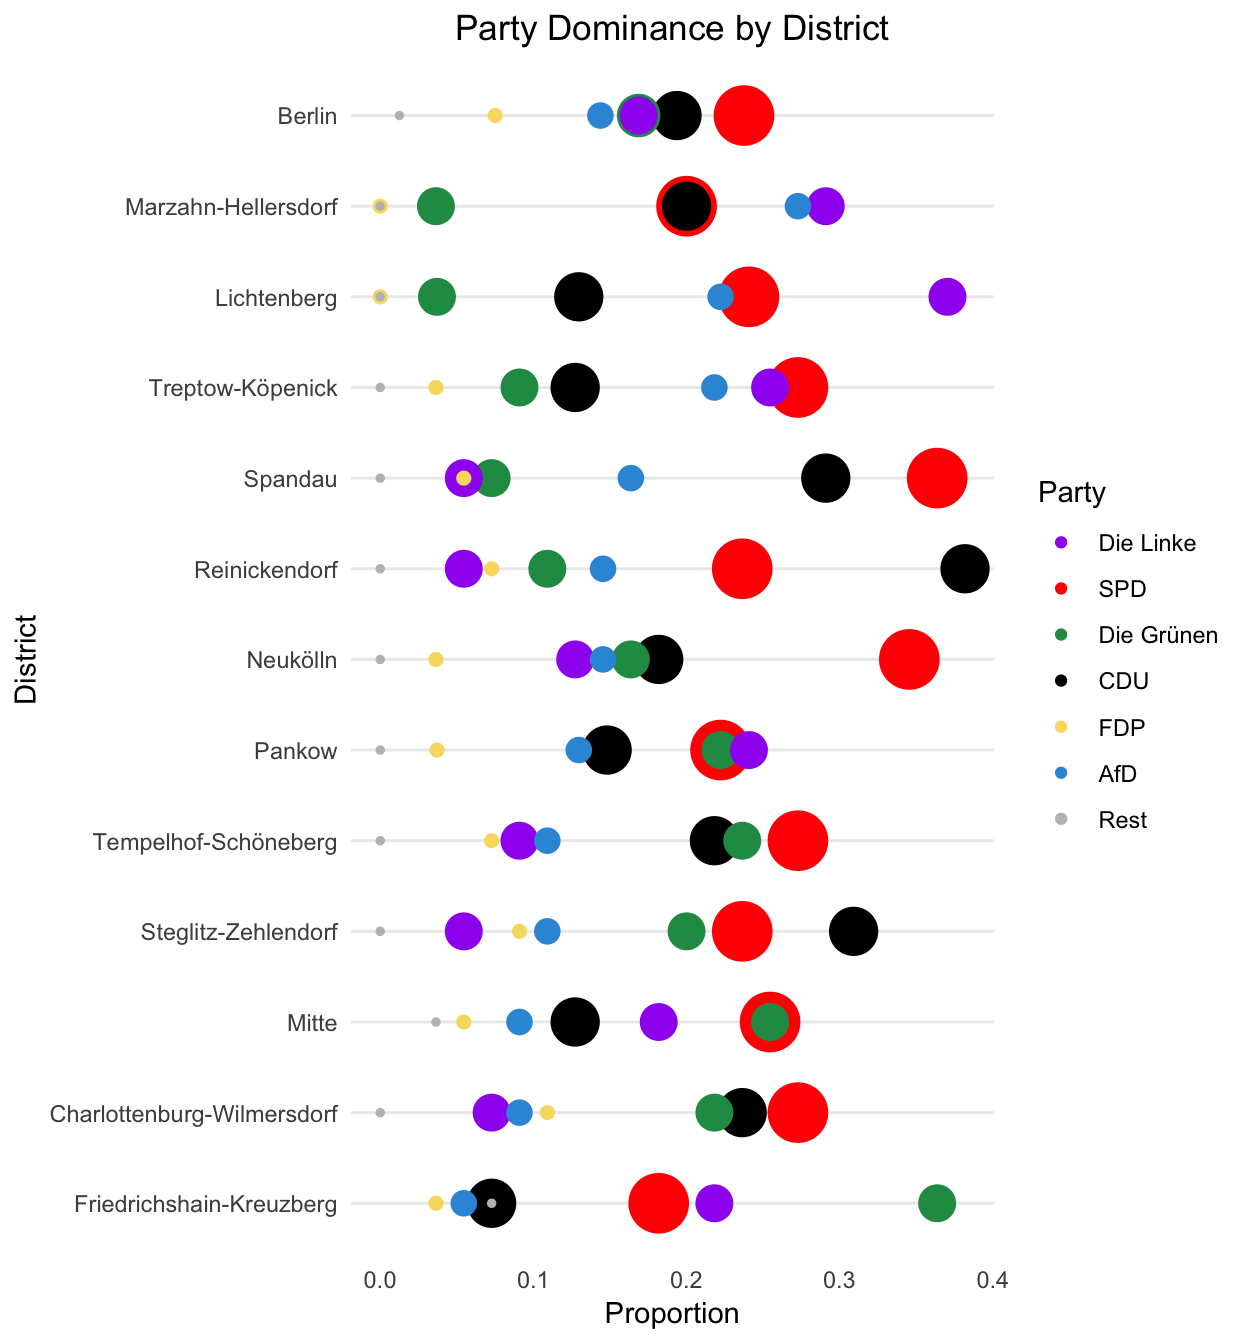 Party Dominance by District
Berlin
Marzahn-Hellersdorf
Lichtenberg
Treptow-Köpenick
Spandau
Reinickendorf
Neukölln
Pankow
Tempelhof-Schöneberg
Steglitz-Zehlendorf
Mitte
Charlottenburg-Wilmersdorf
Friedrichshain-Kreuzberg
District
0.0 0.1 0.2 0.3 0.4
Proportion
Party
Die Linke
SPD
Die Grünen
CDU
FDP
AfD
Rest